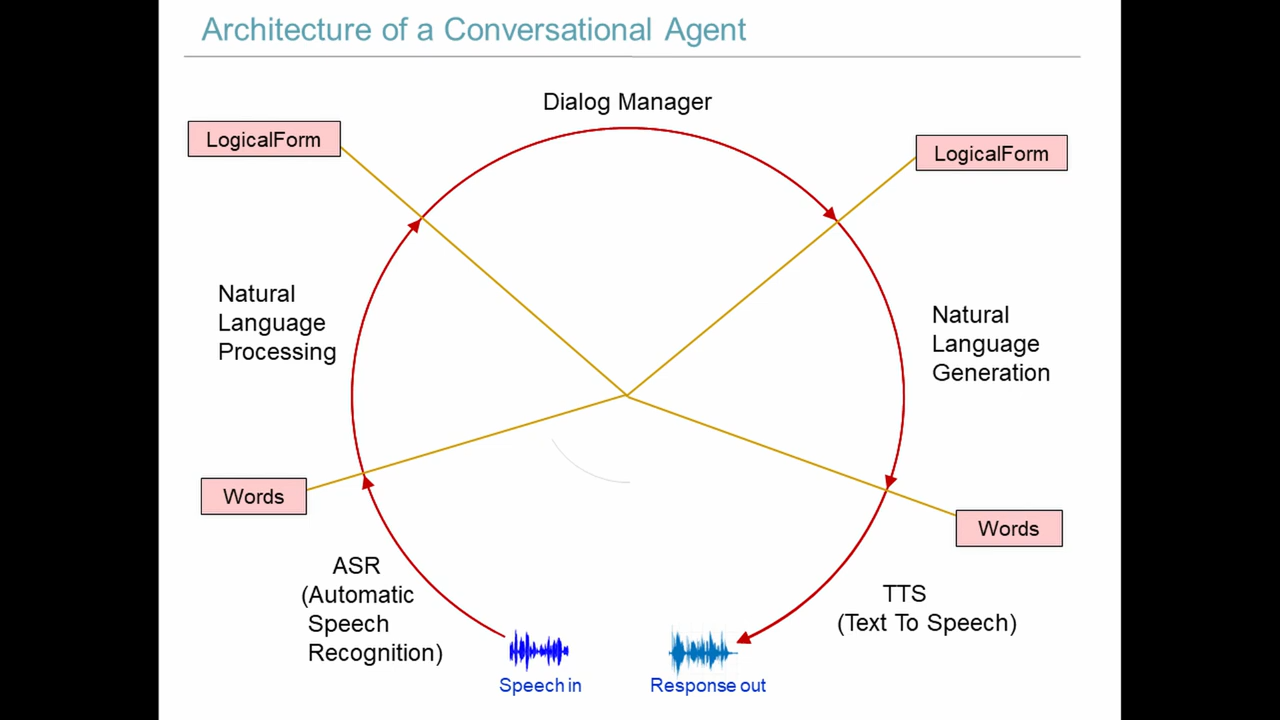 Architecture of a Conversational Agent
Dialog Manager
LogicalForm
LogicalForm
Natural
Language
Processing
Natural
Language
Generation
Words
Words
ASR
(Automatic
Speech
Recognition)
TTS
(Text To Speech)
Speech in
Response out